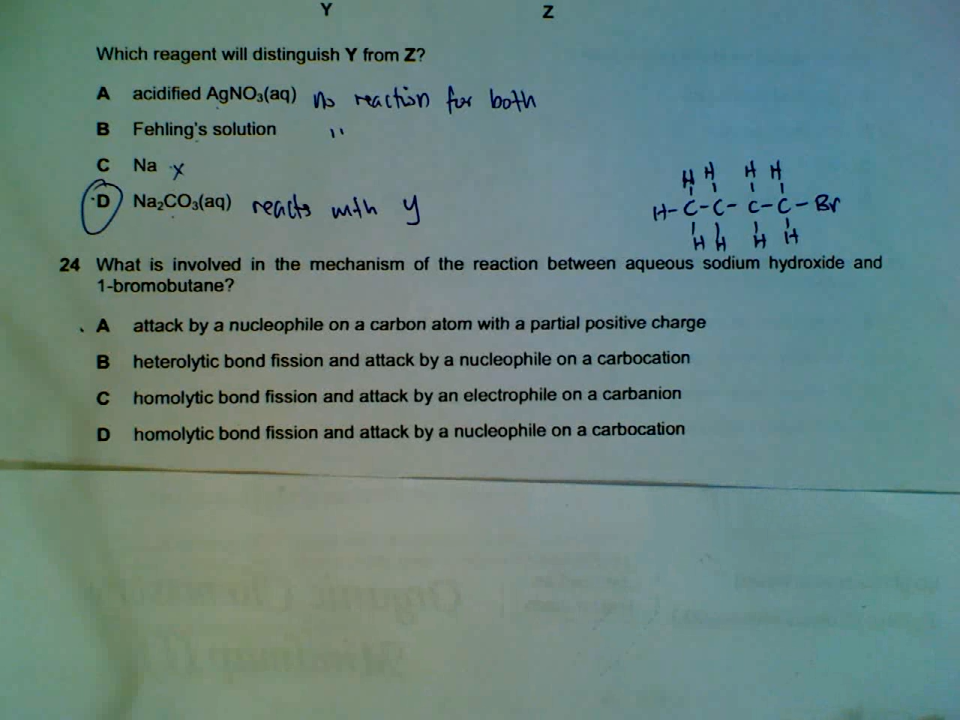 Y Z
Which reagent will distinguish Y from Z?
A acidified AgNO₃(aq) no reaction for both
B Fehling's solution "
C Na x
D Na₂CO₃(aq) reacts with Y
H H H H
H-C-C-C-C-Br
H H H H
24 What is involved in the mechanism of the reaction between aqueous sodium hydroxide and
1-bromobutane?
A attack by a nucleophile on a carbon atom with a partial positive charge
B heterolytic bond fission and attack by a nucleophile on a carbocation
C homolytic bond fission and attack by an electrophile on a carbanion
D homolytic bond fission and attack by a nucleophile on a carbocation